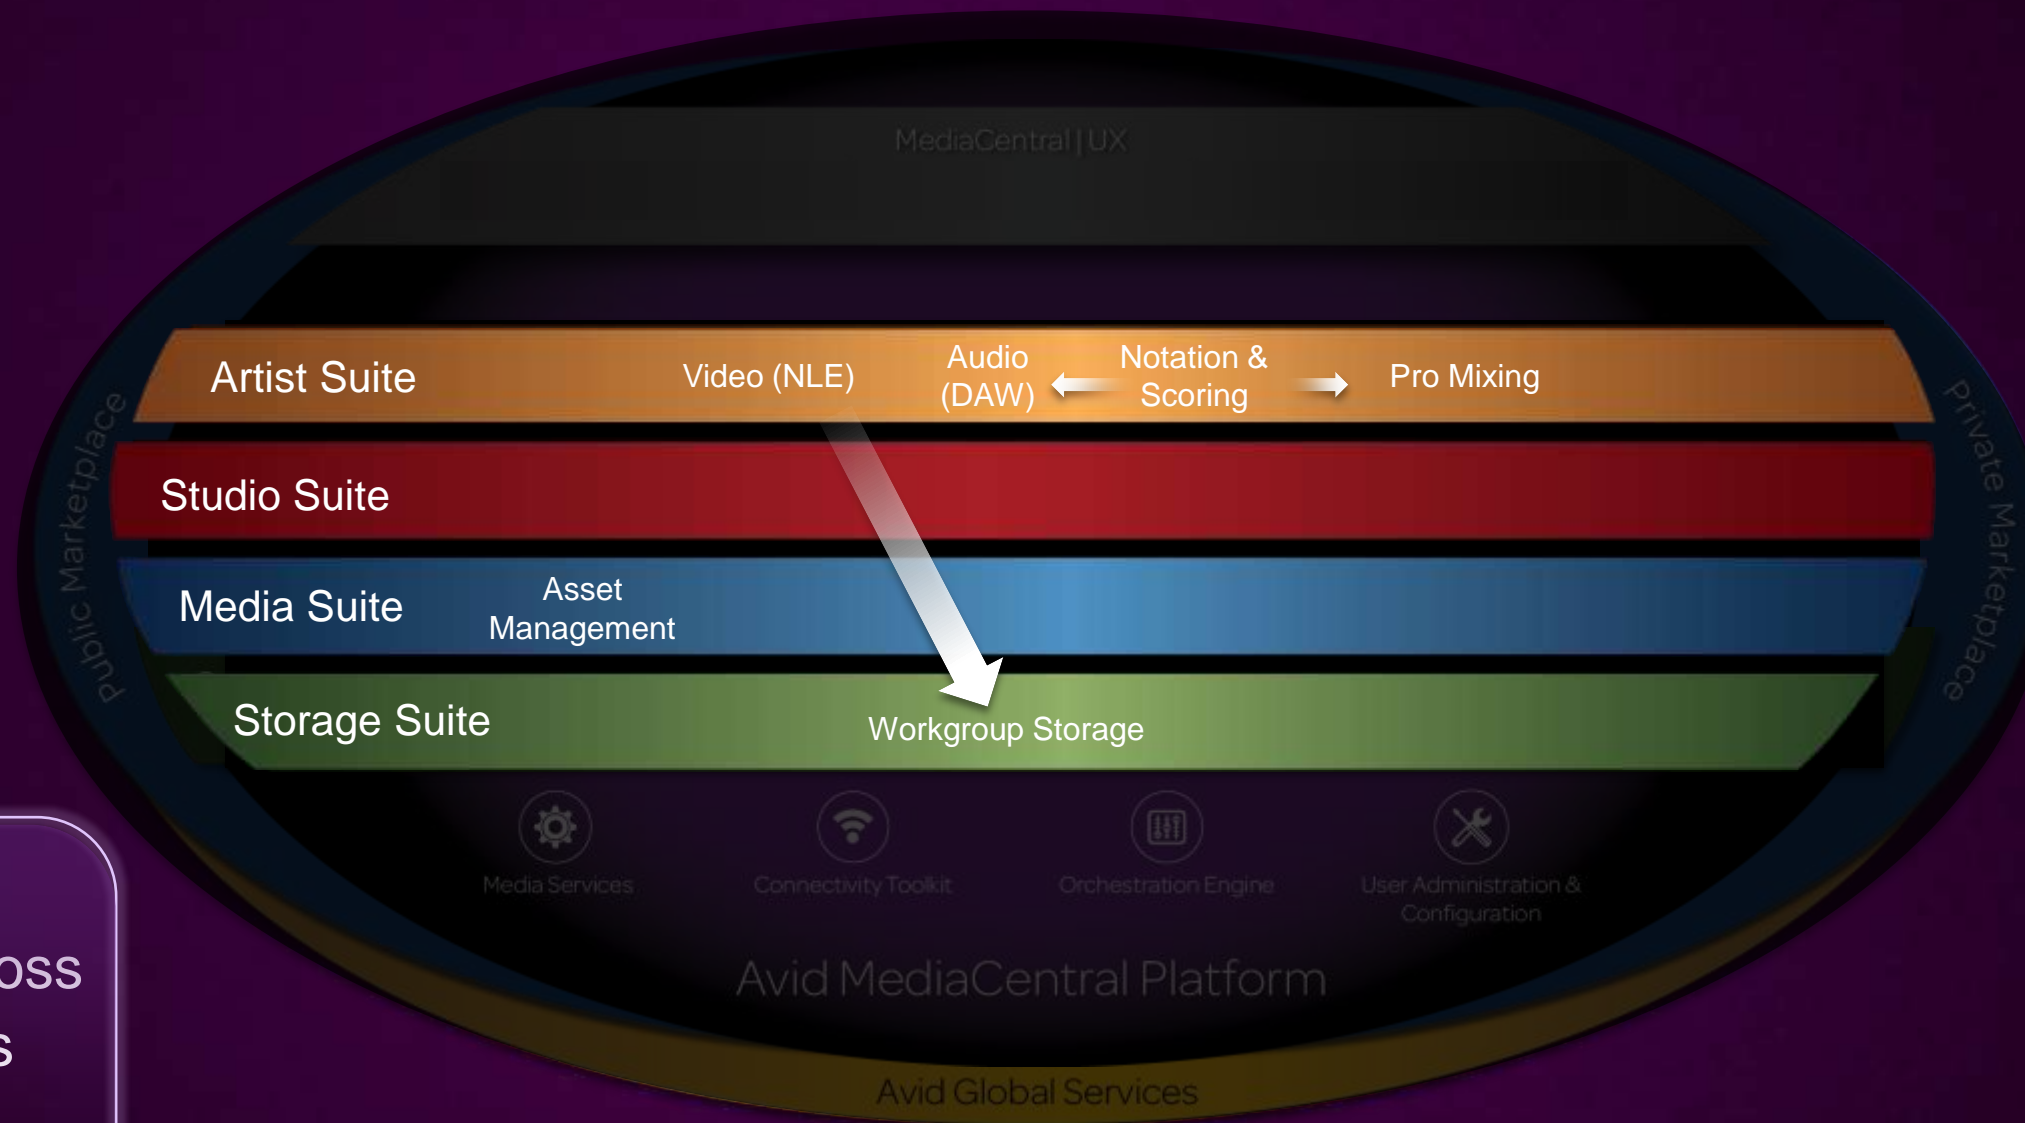 MediaCentral | UX
Artist Suite
Video (NLE)
Audio
(DAW)
Notation &
Scoring
Pro Mixing
Studio Suite
Media Suite
Asset
Management
Storage Suite
Workgroup Storage
Public Marketplace
Private Marketplace
Media Services
Connectivity Toolkit
Orchestration Engine
User Administration &
Configuration
Avid MediaCentral Platform
Avid Global Services